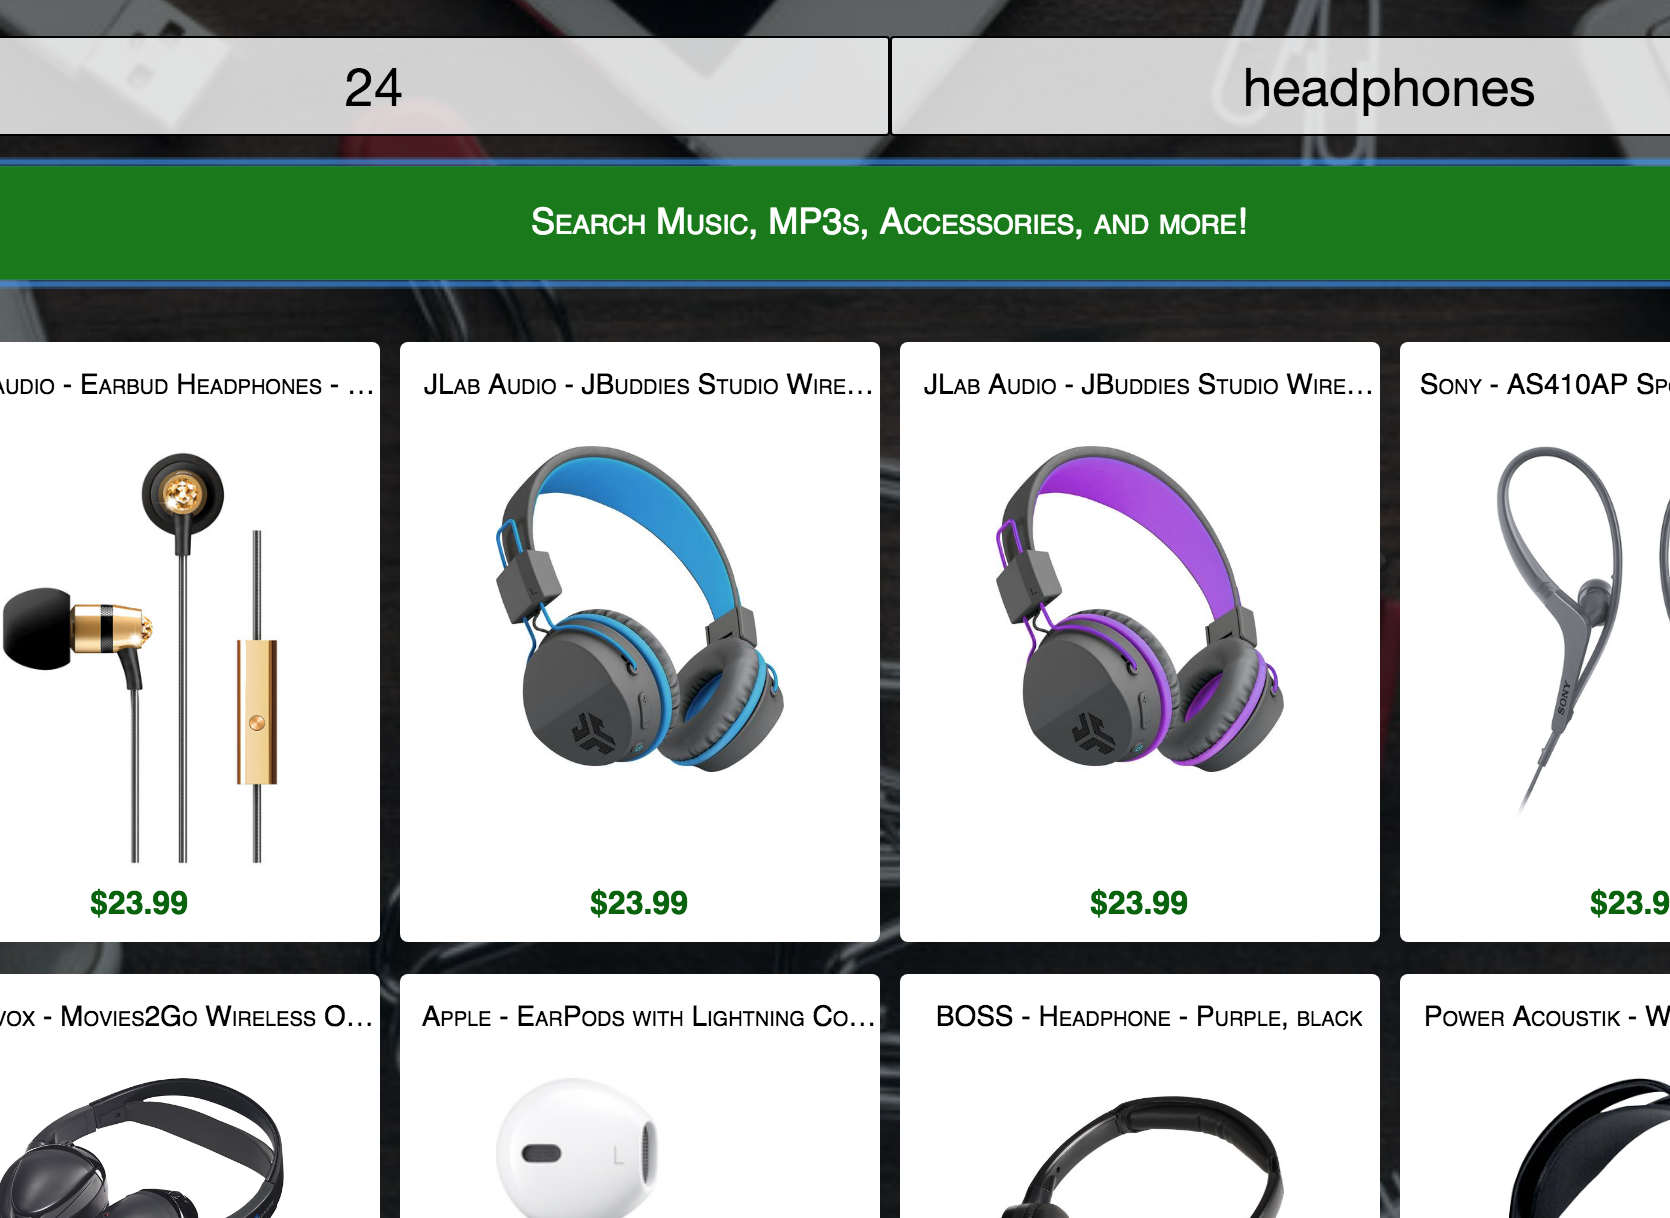 24
headphones
Search Music, MP3s, Accessories, and more!
Audio - Earbud Headphones - …
JLab Audio - JBuddies Studio Wire…
JLab Audio - JBuddies Studio Wire…
Sony - AS410AP Sp
SONY
$23.99
$23.99
$23.99
$23.9
vox - Movies2Go Wireless O…
Apple - EarPods with Lightning Co…
BOSS - Headphone - Purple, black
Power Acoustik - W
L